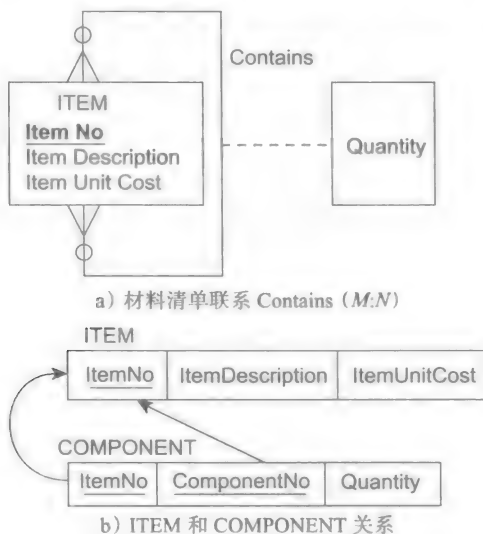 Contains
ITEM
Item No
Item Description
Item Unit Cost
Quantity
a) 材料清单联系 Contains (M:N)
ITEM
ItemNo ItemDescription ItemUnitCost
COMPONENT
ItemNo ComponentNo Quantity
b) ITEM 和 COMPONENT 关系